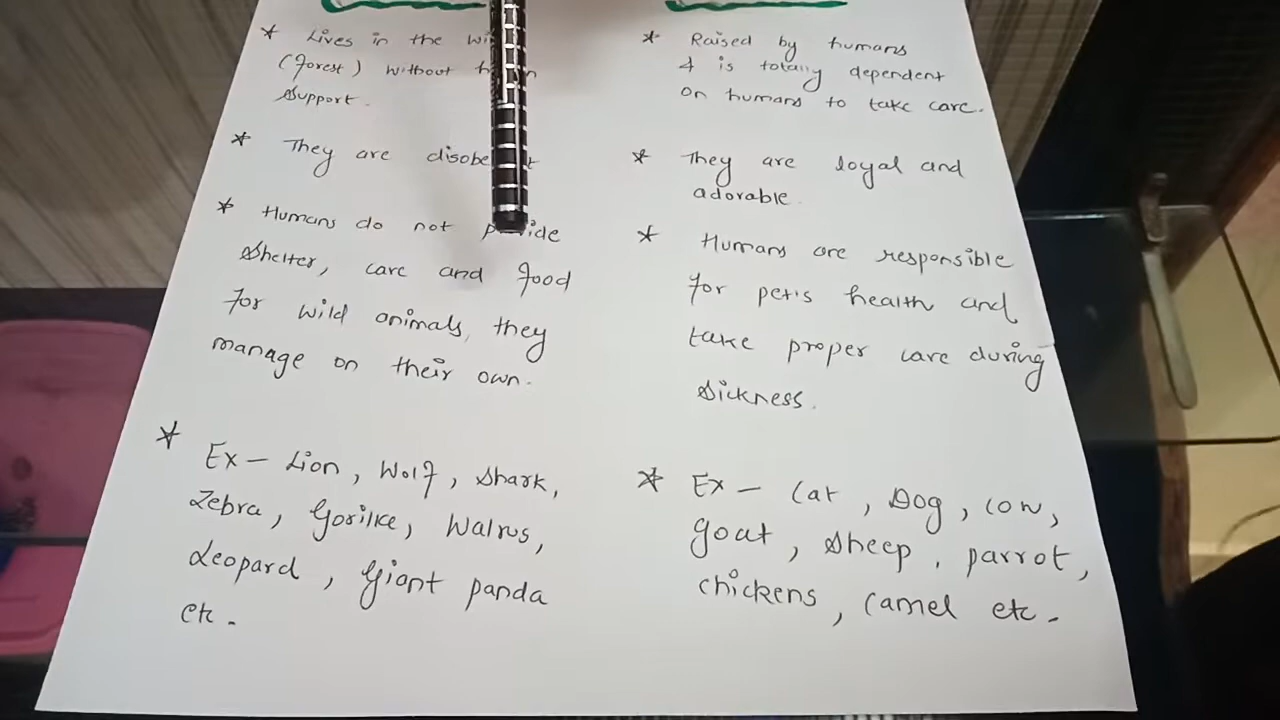 * Lives in the
(Forest) without
Support.
* They are
* Humans do not
Shelter, care and food
for wild animals, they
manage on their own.
* Ex - Lion, Wolf, Shark,
Zebra, Gorilla, Walrus,
Leopard, Giant panda
etc.
* Raised by humans
& is totally dependent
on humans to take care.
* They are loyal and
adorable.
* Humans are responsible
for pet's health and
take proper care during
Sickness.
* Ex - Cat, Dog, Cow,
goat, Sheep, parrot,
chickens, Camel etc.